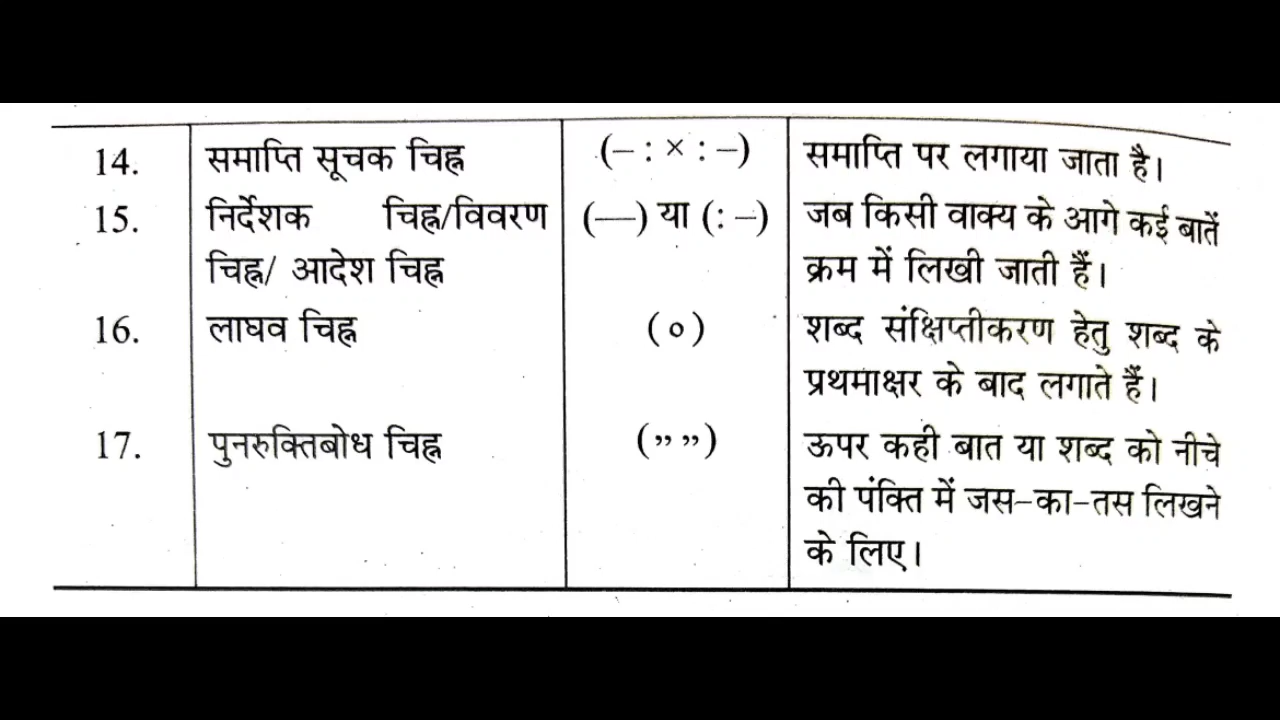 14. समाप्ति सूचक चिह्न (– : × : –) समाप्ति पर लगाया जाता है।
15. निर्देशक चिह्न/विवरण (—) या (: –) जब किसी वाक्य के आगे कई बातें
चिह्न/ आदेश चिह्न क्रम में लिखी जाती हैं।
16. लाघव चिह्न (०) शब्द संक्षिप्तीकरण हेतु शब्द के
प्रथमाक्षर के बाद लगाते हैं।
17. पुनरुक्तिबोध चिह्न (” ”) ऊपर कही बात या शब्द को नीचे
की पंक्ति में जस-का-तस लिखने
के लिए।